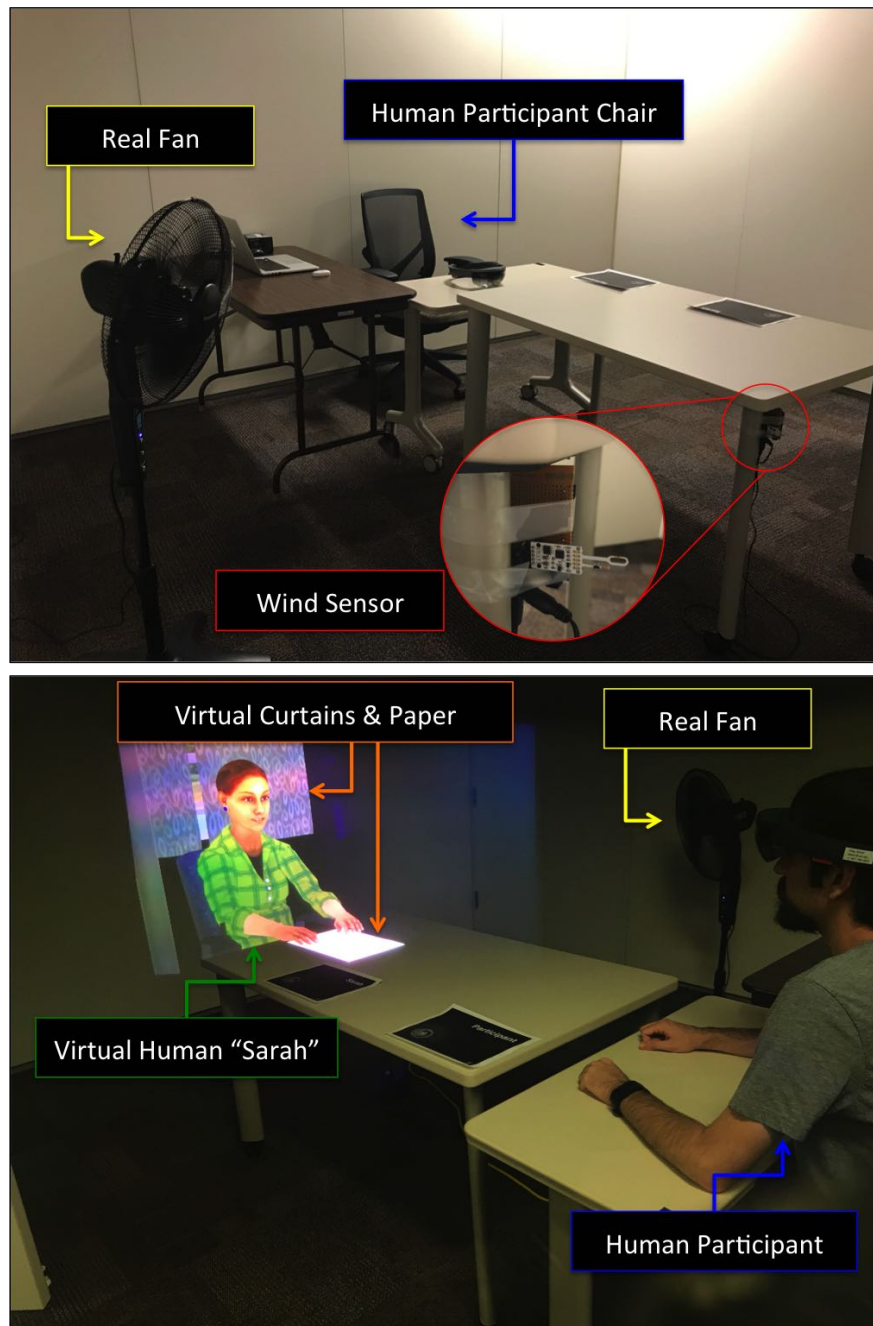 Real Fan
Human Participant Chair
Wind Sensor
Virtual Curtains & Paper
Real Fan
Virtual Human “Sarah”
Participant
Human Participant